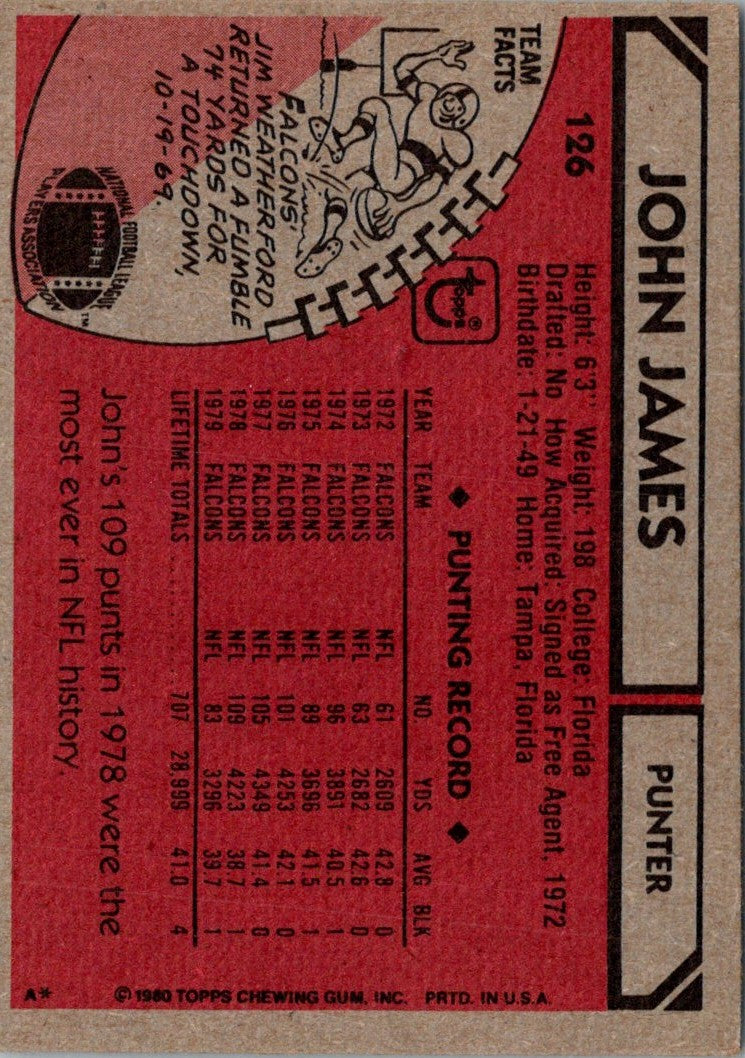 JOHN JAMES
PUNTER
126
Height: 6'3'' Weight: 198 College: Florida
Drafted: No How Acquired: Signed as Free Agent, 1972
Birthdate: 1-21-49 Home: Tampa, Florida
TEAM
FACTS
FALCONS'
JIM WEATHERFORD
RETURNED A FUMBLE
74 YARDS FOR
A TOUCHDOWN,
10-19-69.
NATIONAL FOOTBALL LEAGUE
PLAYERS ASSOCIATION
™
Topps®
◆ PUNTING RECORD ◆
YEAR TEAM NO. YDS AVG BLK
1972 FALCONS NFL 61 2609 42.8 0
1973 FALCONS NFL 63 2682 42.6 0
1974 FALCONS NFL 96 3891 40.5 1
1975 FALCONS NFL 89 3696 41.5 1
1976 FALCONS NFL 101 4253 42.1 0
1977 FALCONS NFL 105 4349 41.4 0
1978 FALCONS NFL 109 4223 38.7 1
1979 FALCONS NFL 83 3296 39.7 1
LIFETIME TOTALS 707 28,999 41.0 4
John's 109 punts in 1978 were the
most ever in NFL history.
© 1980 TOPPS CHEWING GUM, INC. PRTD. IN U.S.A.
A*